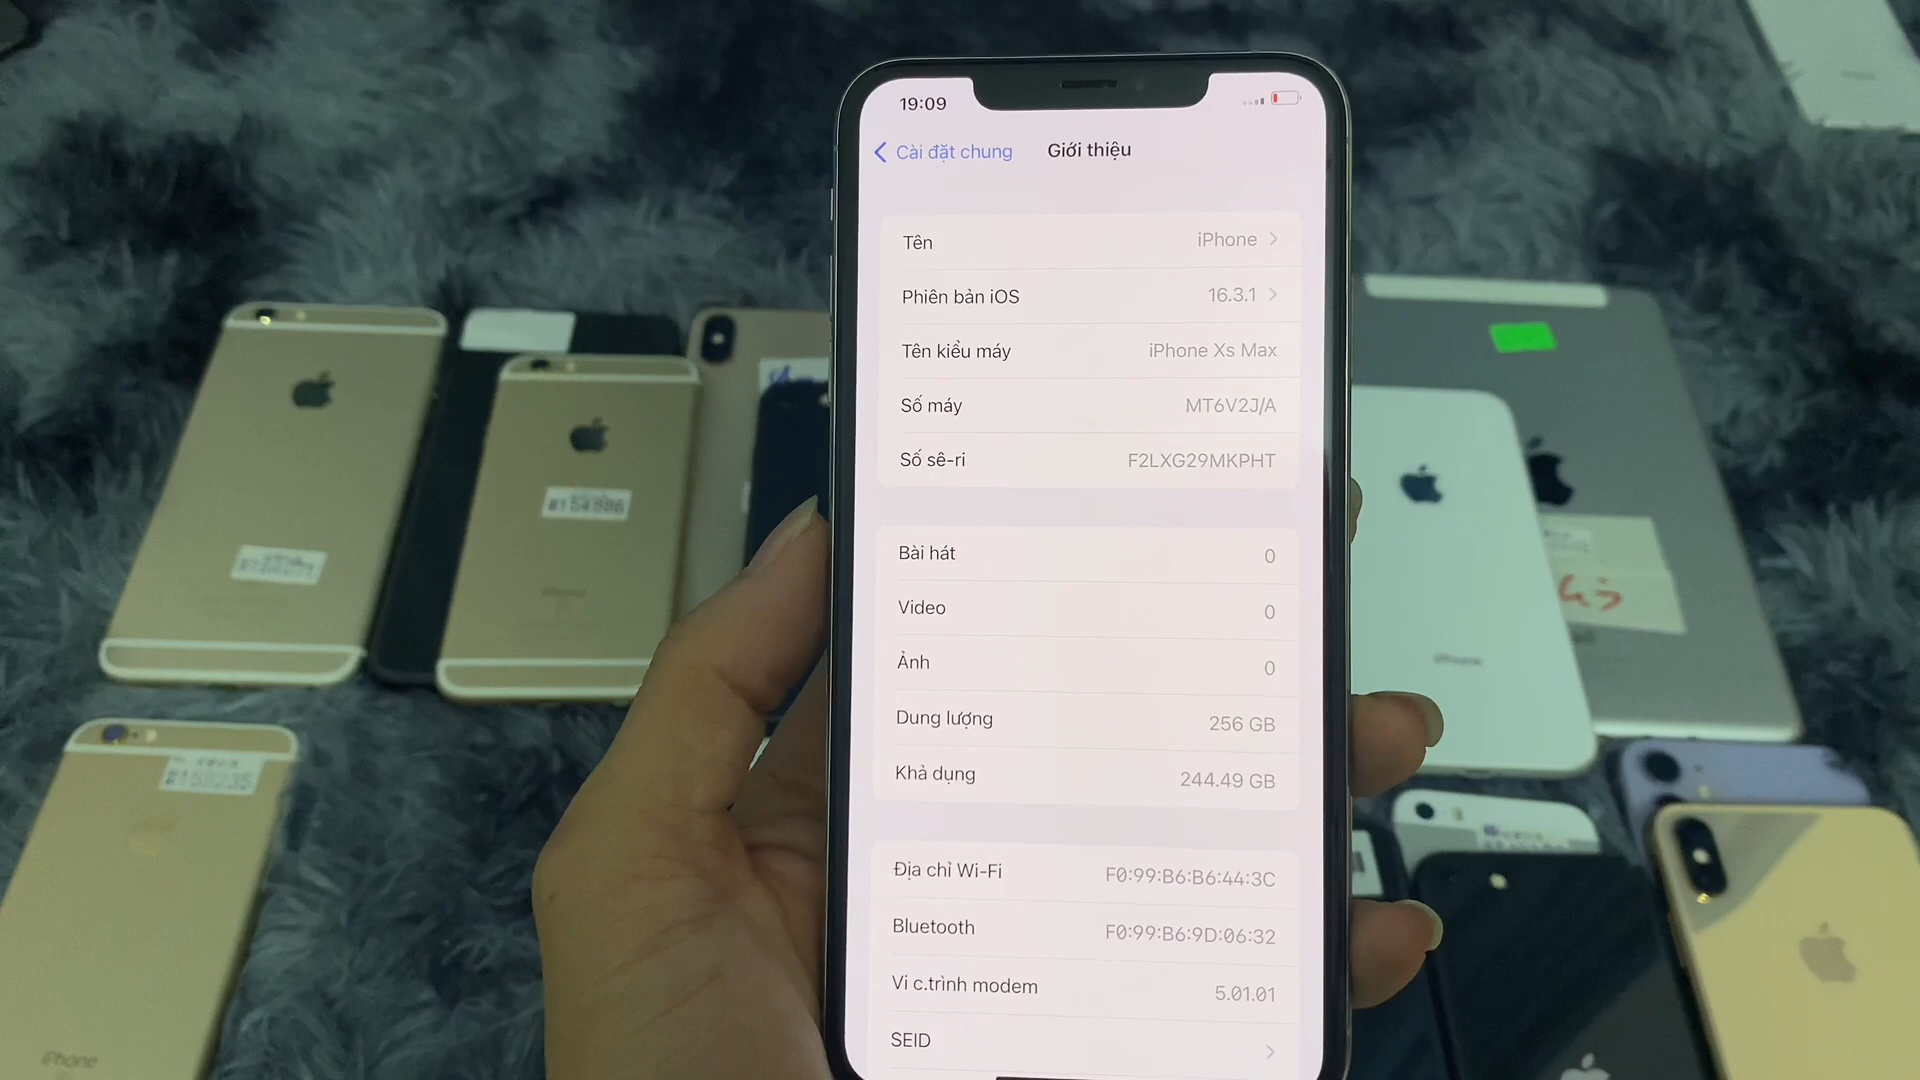 19:09
Cài đặt chung Giới thiệu
Tên iPhone
Phiên bản iOS 16.3.1
Tên kiểu máy iPhone Xs Max
Số máy MT6V2J/A
Số sê-ri F2LXG29MKPHT
Bài hát 0
Video 0
Ảnh 0
Dung lượng 256 GB
Khả dụng 244.49 GB
Địa chỉ Wi-Fi F0:99:B6:B6:44:3C
Bluetooth F0:99:B6:9D:06:32
Vi c.trình modem 5.01.01
SEID
iPhone
iPhone